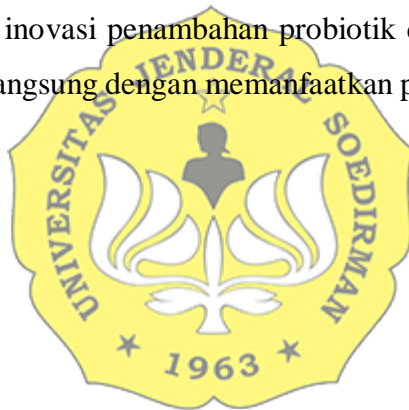 inovasi penambahan probiotik
angsung dengan memanfaatkan
UNIVERSITAS JENDERAL SOEDIRMAN
1963